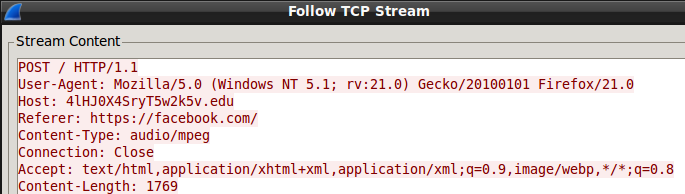 Follow TCP Stream
Stream Content
POST / HTTP/1.1
User-Agent: Mozilla/5.0 (Windows NT 5.1; rv:21.0) Gecko/20100101 Firefox/21.0
Host: 4lHJ0X4SryT5w2k5v.edu
Referer: https://facebook.com/
Content-Type: audio/mpeg
Connection: Close
Accept: text/html,application/xhtml+xml,application/xml;q=0.9,image/webp,*/*;q=0.8
Content-Length: 1769